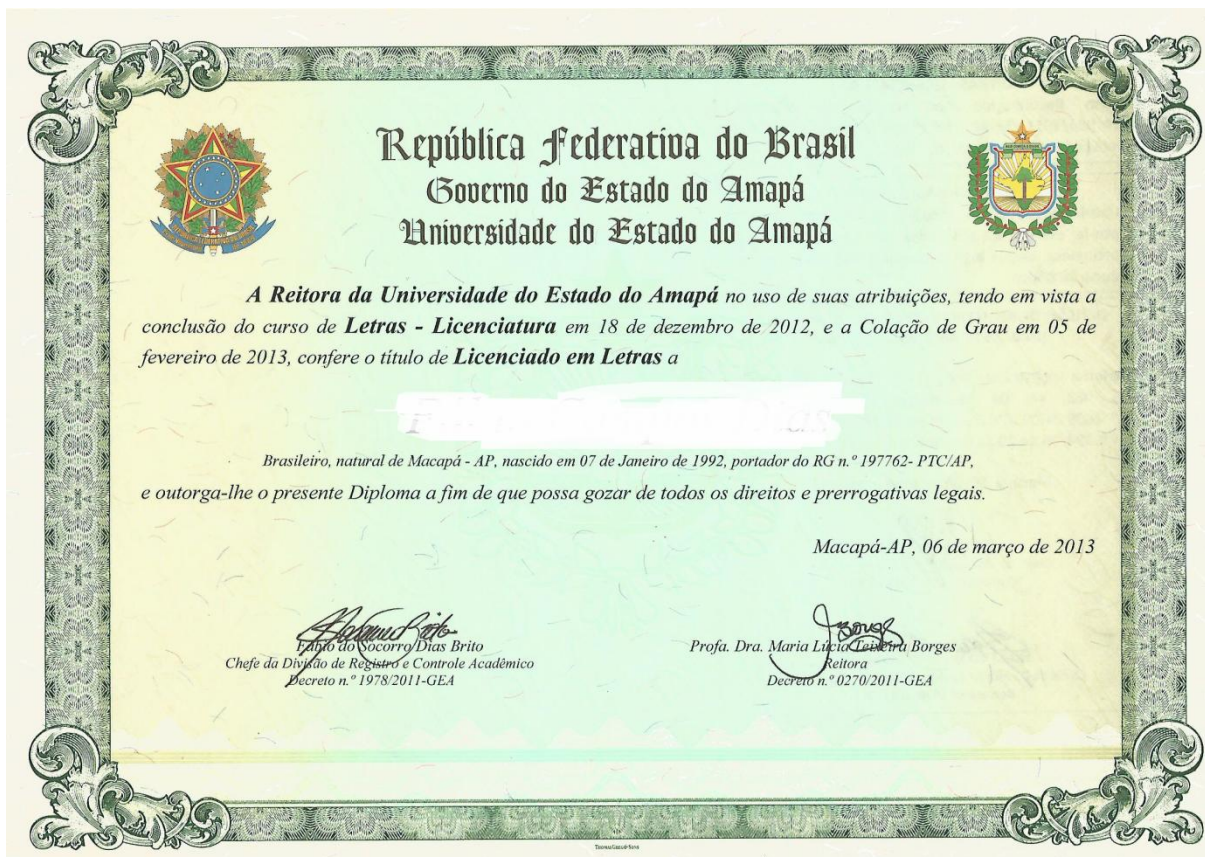 República Federativa do Brasil
Governo do Estado do Amapá
Universidade do Estado do Amapá
A Reitora da Universidade do Estado do Amapá no uso de suas atribuições, tendo em vista a
conclusão do curso de Letras - Licenciatura em 18 de dezembro de 2012, e a Colação de Grau em 05 de
fevereiro de 2013, confere o título de Licenciado em Letras a
Brasileiro, natural de Macapá - AP, nascido em 07 de Janeiro de 1992, portador do RG n.º 197762- PTC/AP,
e outorga-lhe o presente Diploma a fim de que possa gozar de todos os direitos e prerrogativas legais.
Macapá-AP, 06 de março de 2013
Fábio do Socorro Dias Brito
Chefe da Divisão de Registro e Controle Acadêmico
Decreto n.º 1978/2011-GEA
Profa. Dra. Maria Lúcia Teixeira Borges
Reitora
Decreto n.º 0270/2011-GEA